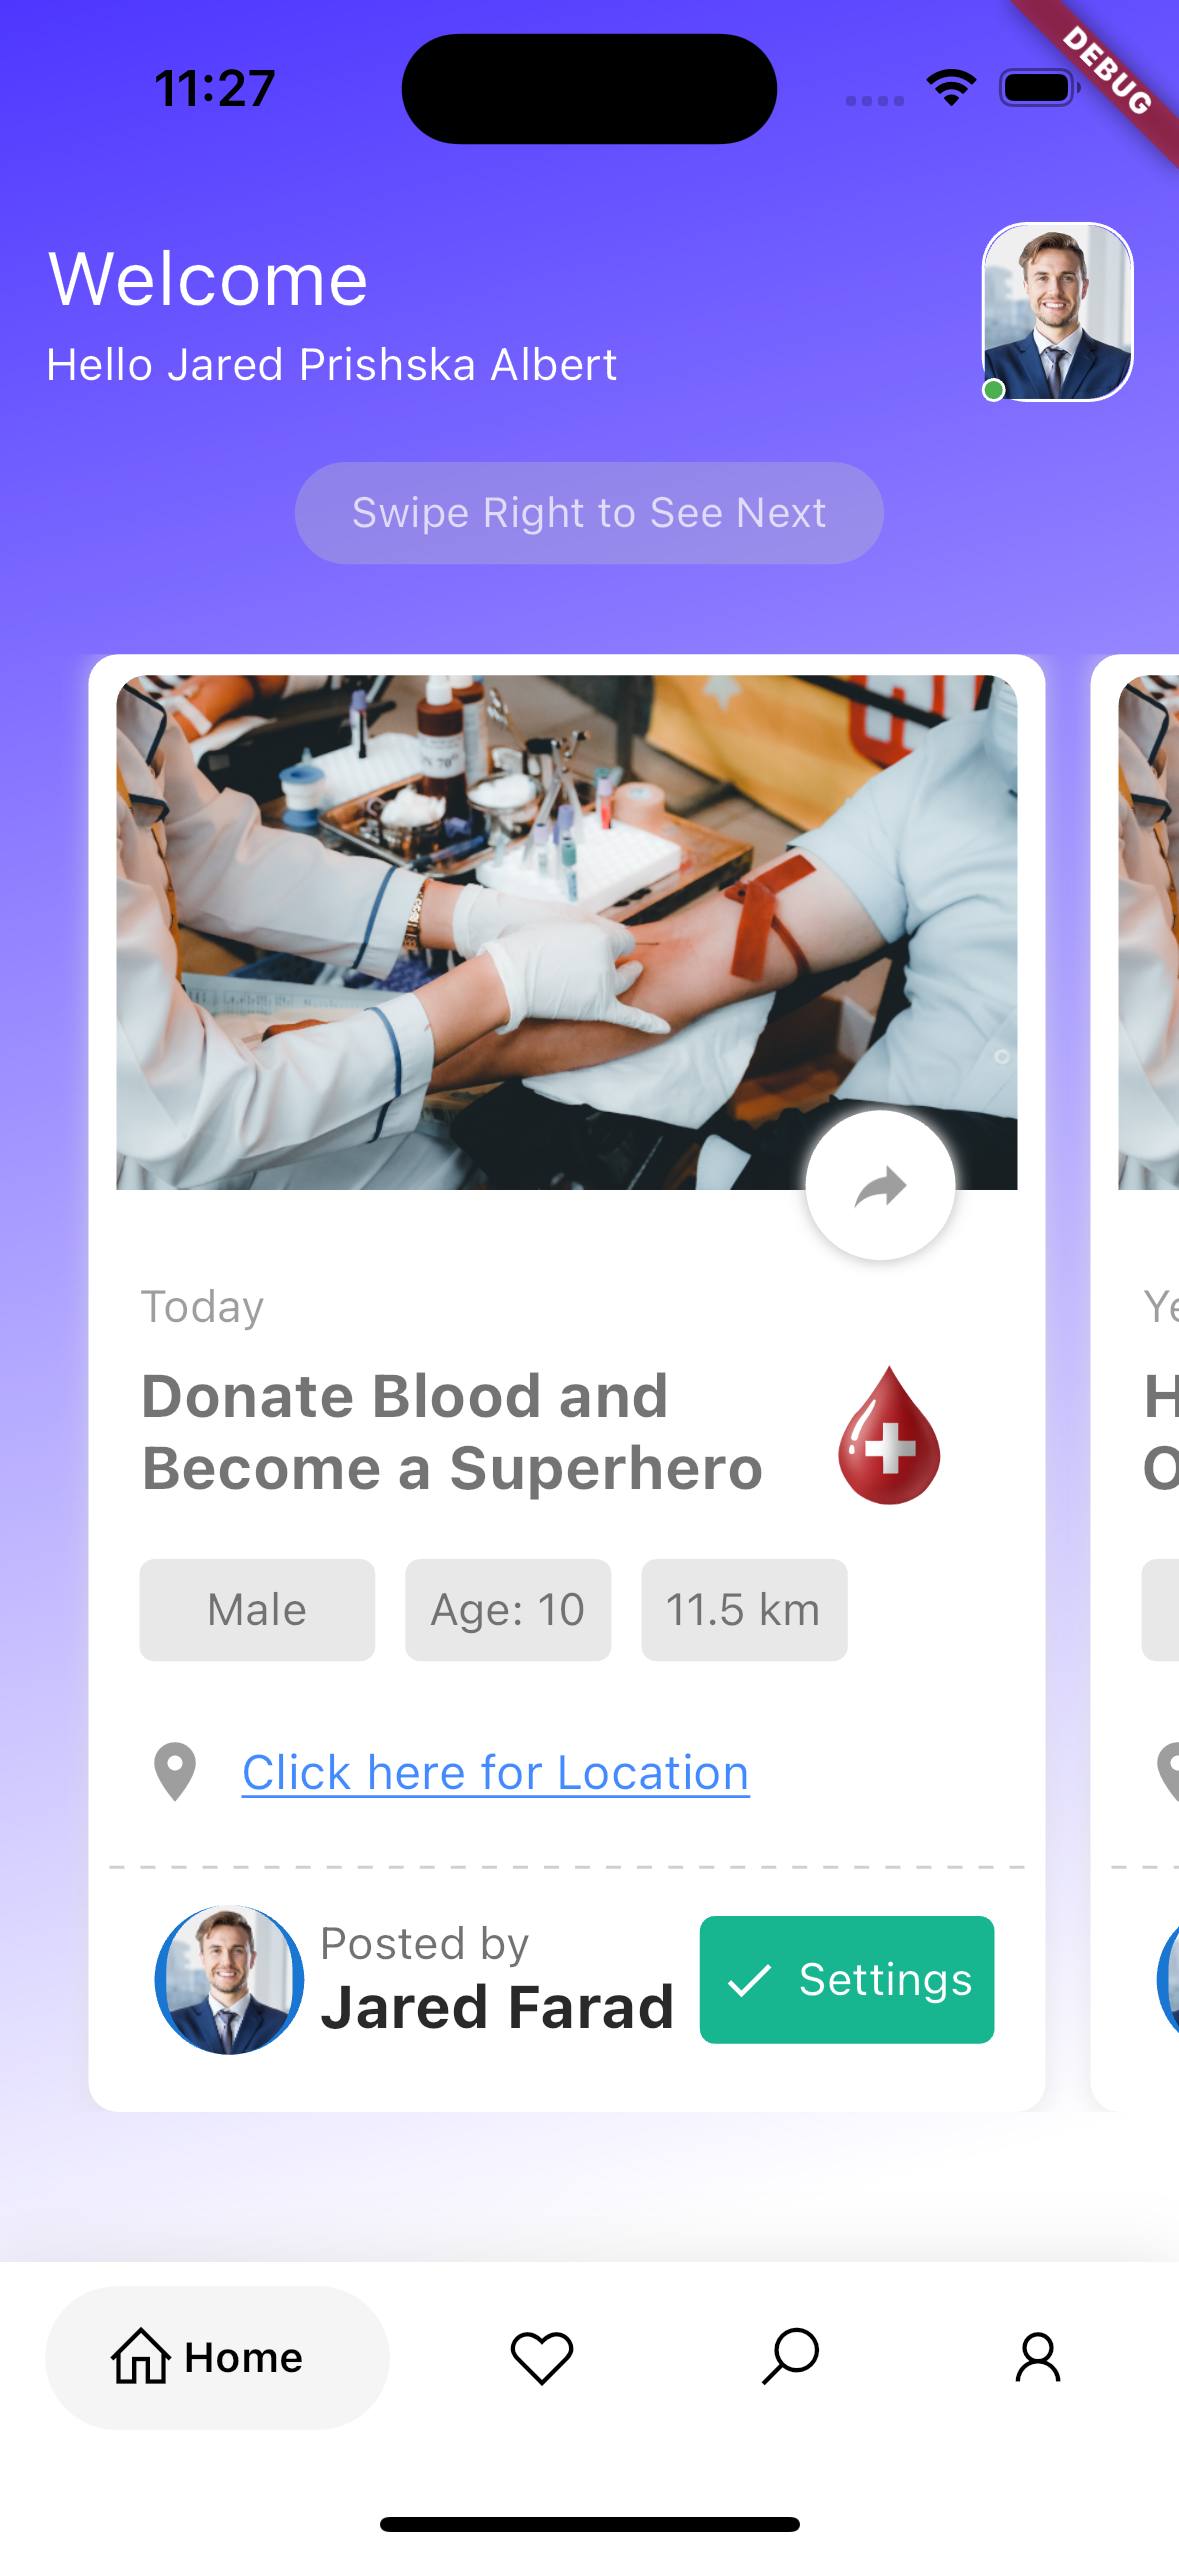 11:27
DEBUG
Welcome
Hello Jared Prishska Albert
Swipe Right to See Next
Today
Donate Blood and
Become a Superhero
Male
Age: 10
11.5 km
Click here for Location
Posted by
Jared Farad
Settings
Ye
H
O
Home